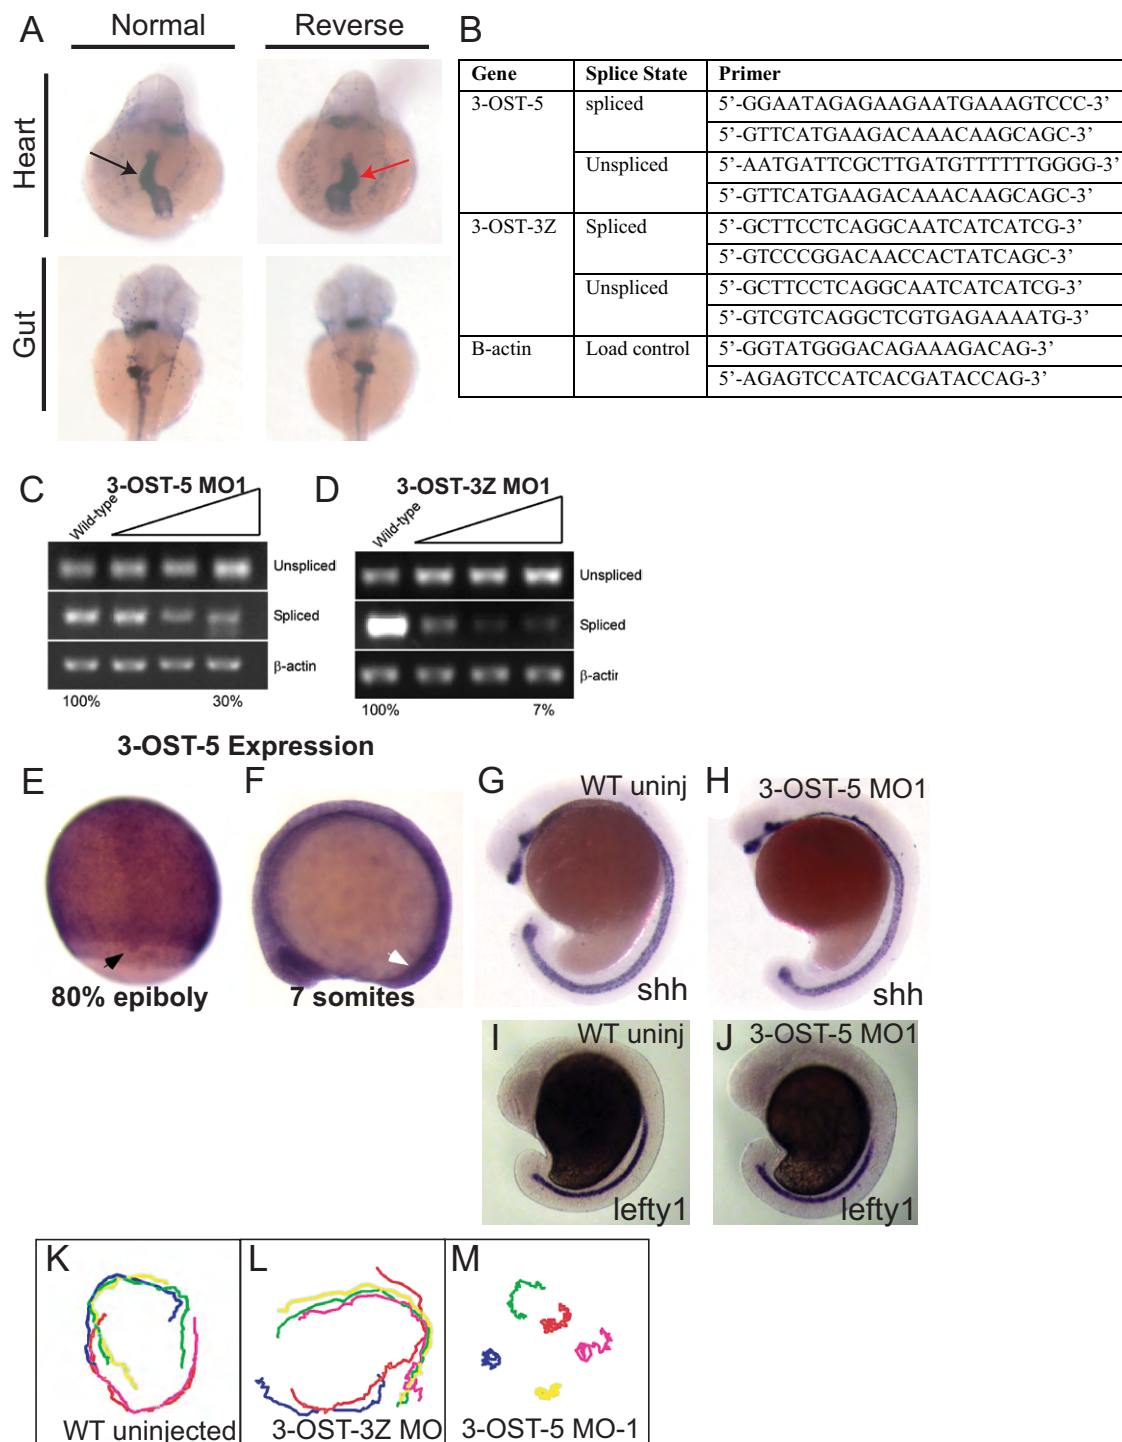 A
Normal
Reverse
B
Heart
Gut
Gene Splice State Primer
3-OST-5 spliced 5’-GGAATAGAGAAGAATGAAAGTCCC-3’
5’-GTTCATGAAGACAAACAAGCAGC-3’
Unspliced 5’-AATGATTCGCTTGATGTTTTTTGGGG-3’
5’-GTTCATGAAGACAAACAAGCAGC-3’
3-OST-3Z Spliced 5’-GCTTCCTCAGGCAATCATCATCG-3’
5’-GTCCCGGACAACCACTATCAGC-3’
Unspliced 5’-GCTTCCTCAGGCAATCATCATCG-3’
5’-GTCGTCAGGCTCGTGAGAAAATG-3’
B-actin Load control 5’-GGTATGGGACAGAAAGACAG-3’
5’-AGAGTCCATCACGATACCAG-3’
C
3-OST-5 MO1
Wild-type
Unspliced
Spliced
β-actin
100% 30%
D
3-OST-3Z MO1
Wild-type
Unspliced
Spliced
β-actin
100% 7%
3-OST-5 Expression
E
80% epiboly
F
7 somites
G
WT uninj
shh
H
3-OST-5 MO1
shh
I
WT uninj
lefty1
J
3-OST-5 MO1
lefty1
K
WT uninjected
L
3-OST-3Z MO
M
3-OST-5 MO-1